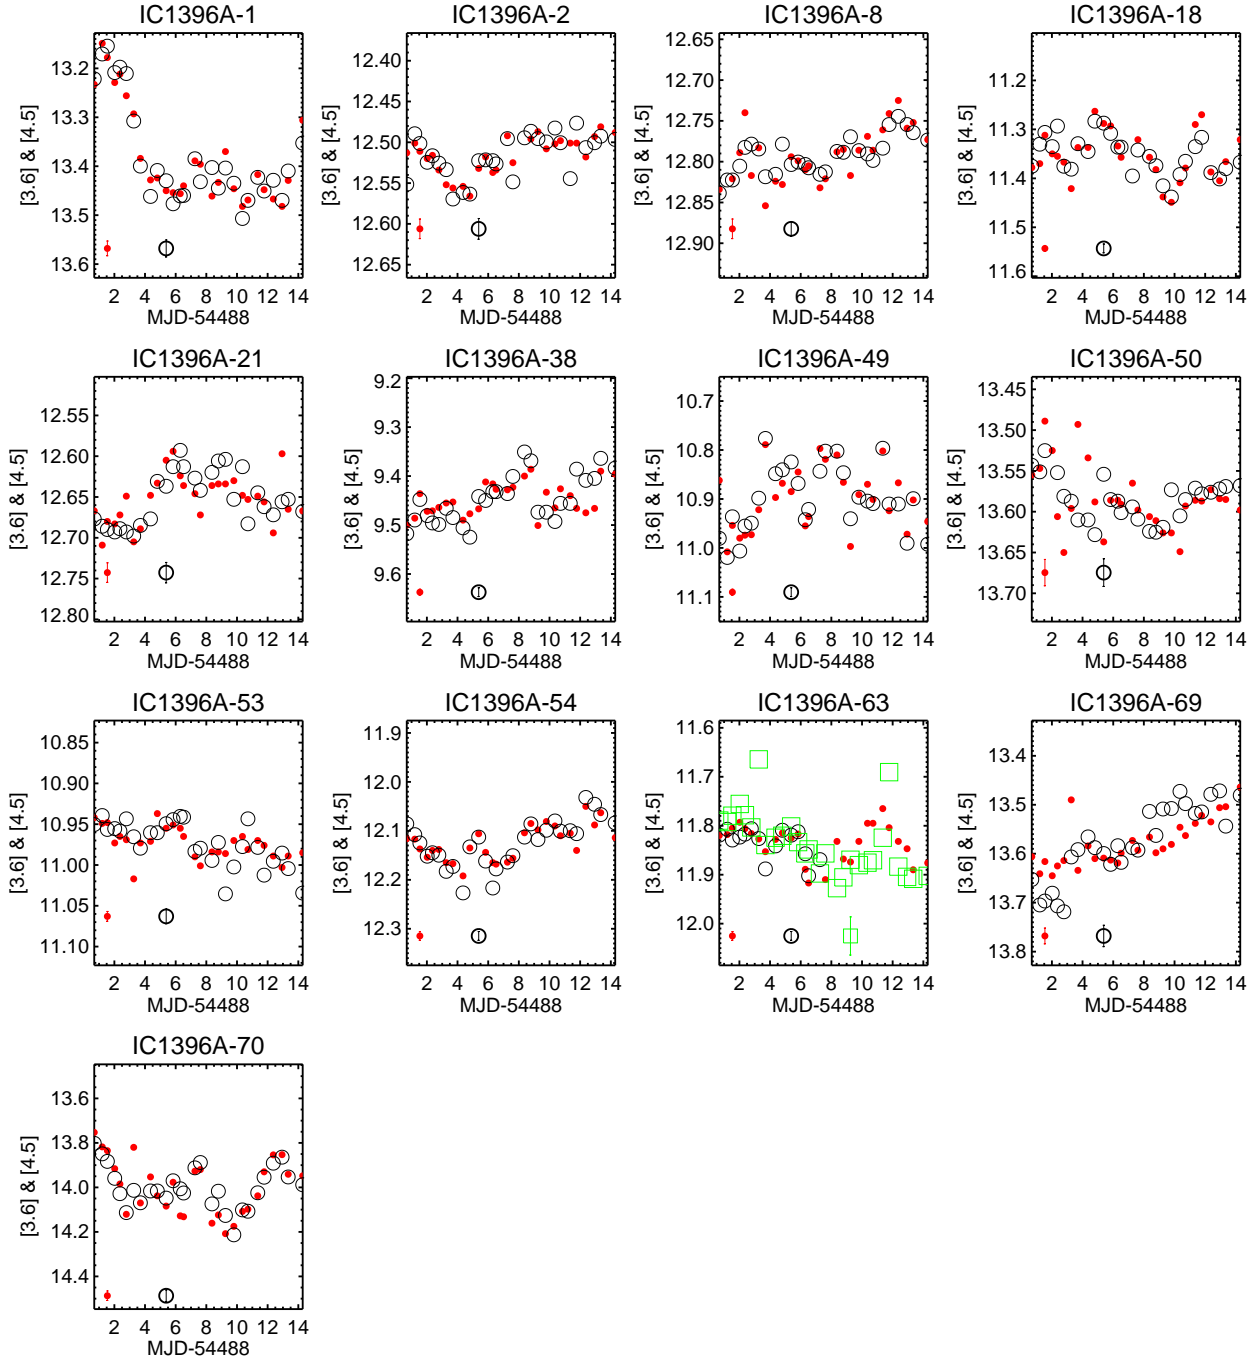 IC1396A-1
IC1396A-2
IC1396A-8
IC1396A-18
[3.6] & [4.5]
13.2
13.3
13.4
13.5
13.6
2 4 6 8 10 12 14
MJD-54488
[3.6] & [4.5]
12.40
12.45
12.50
12.55
12.60
12.65
2 4 6 8 10 12 14
MJD-54488
[3.6] & [4.5]
12.65
12.70
12.75
12.80
12.85
12.90
2 4 6 8 10 12 14
MJD-54488
[3.6] & [4.5]
11.2
11.3
11.4
11.5
11.6
2 4 6 8 10 12 14
MJD-54488
IC1396A-21
IC1396A-38
IC1396A-49
IC1396A-50
[3.6] & [4.5]
12.55
12.60
12.65
12.70
12.75
12.80
2 4 6 8 10 12 14
MJD-54488
[3.6] & [4.5]
9.2
9.3
9.4
9.5
9.6
2 4 6 8 10 12 14
MJD-54488
[3.6] & [4.5]
10.7
10.8
10.9
11.0
11.1
2 4 6 8 10 12 14
MJD-54488
[3.6] & [4.5]
13.45
13.50
13.55
13.60
13.65
13.70
2 4 6 8 10 12 14
MJD-54488
IC1396A-53
IC1396A-54
IC1396A-63
IC1396A-69
[3.6] & [4.5]
10.85
10.90
10.95
11.00
11.05
11.10
2 4 6 8 10 12 14
MJD-54488
[3.6] & [4.5]
11.9
12.0
12.1
12.2
12.3
2 4 6 8 10 12 14
MJD-54488
[3.6] & [4.5]
11.6
11.7
11.8
11.9
12.0
2 4 6 8 10 12 14
MJD-54488
[3.6] & [4.5]
13.4
13.5
13.6
13.7
13.8
2 4 6 8 10 12 14
MJD-54488
IC1396A-70
[3.6] & [4.5]
13.6
13.8
14.0
14.2
14.4
2 4 6 8 10 12 14
MJD-54488